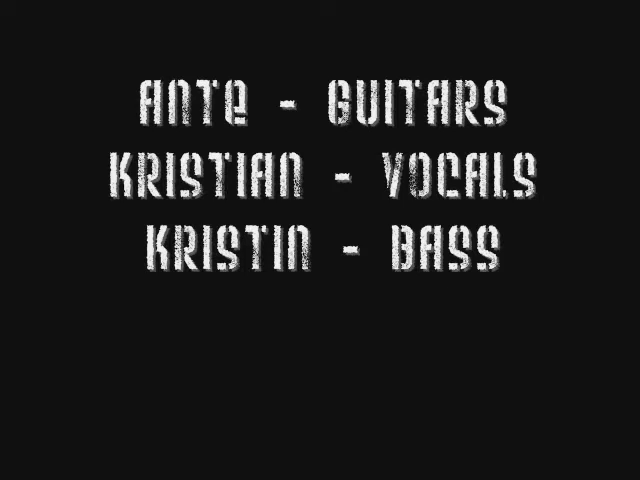 ANTE - GUITARS
KRISTIAN - VOCALS
KRISTIN - BASS